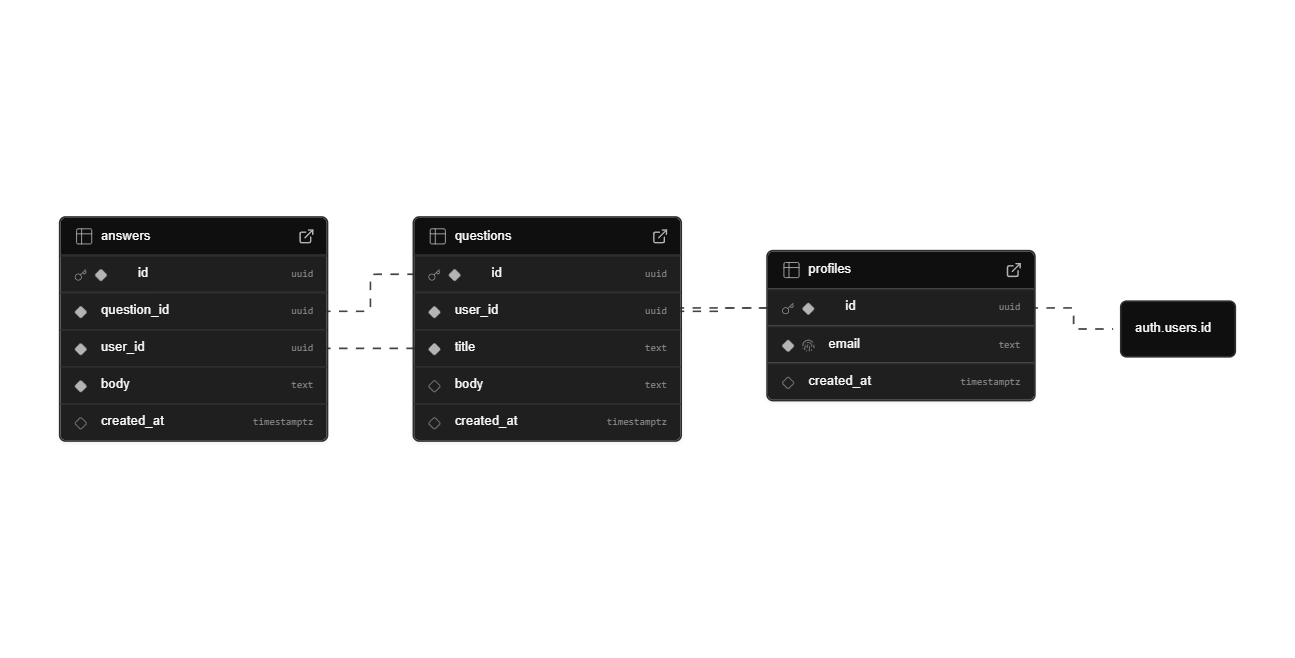 answers
id uuid
question_id uuid
user_id uuid
body text
created_at timestamptz
questions
id uuid
user_id uuid
title text
body text
created_at timestamptz
profiles
id uuid
email text
created_at timestamptz
auth.users.id